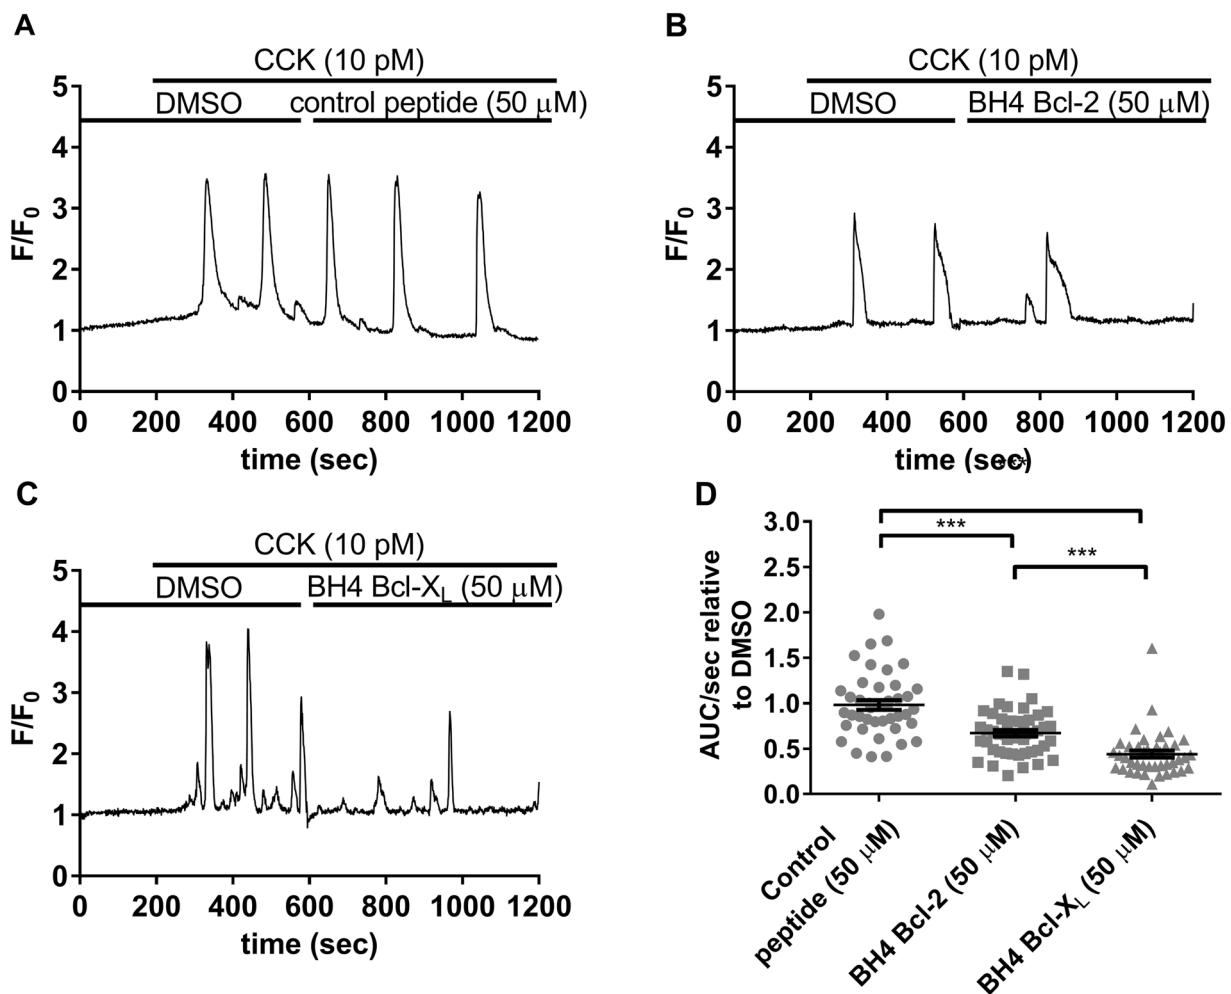 A
CCK (10 pM)
DMSO
control peptide (50 μM)
5
4
3
2
1
0
F/F0
0 200 400 600 800 1000 1200
time (sec)
B
CCK (10 pM)
DMSO
BH4 Bcl-2 (50 μM)
5
4
3
2
1
0
F/F0
0 200 400 600 800 1000 1200
time (sec)
***
C
CCK (10 pM)
DMSO
BH4 Bcl-XL (50 μM)
5
4
3
2
1
0
F/F0
0 200 400 600 800 1000 1200
time (sec)
D
***
***
3.0
2.5
2.0
1.5
1.0
0.5
0.0
AUC/sec relative
to DMSO
Control
peptide (50 μM)
BH4 Bcl-2 (50 μM)
BH4 Bcl-XL (50 μM)